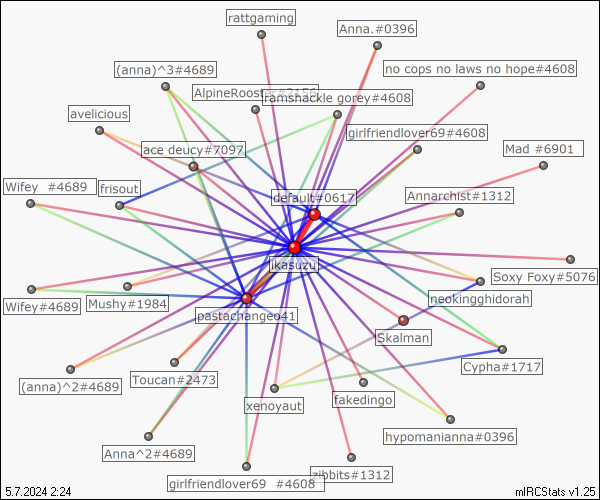 rattgaming
Anna.#0396
(anna)^3#4689
no cops no laws no hope#4608
AlpineRooster#2156
ramshackle gorey#4608
avelicious
girlfriendlover69#4608
ace deucy#7097
Mad #6901
Wifey #4689
frisout
default#0617
Annarchist#1312
jikasuzu
Soxy Foxy#5076
neokingghidorah
Wifey#4689
Mushy#1984
pastachangeo41
Skalman
Cypha#1717
(anna)^2#4689
Toucan#2473
fakedingo
xenoyaut
hypomanianna#0396
Anna^2#4689
zibbits#1312
girlfriendlover69 #4608
5.7.2024 2:24
mIRCStats v1.25